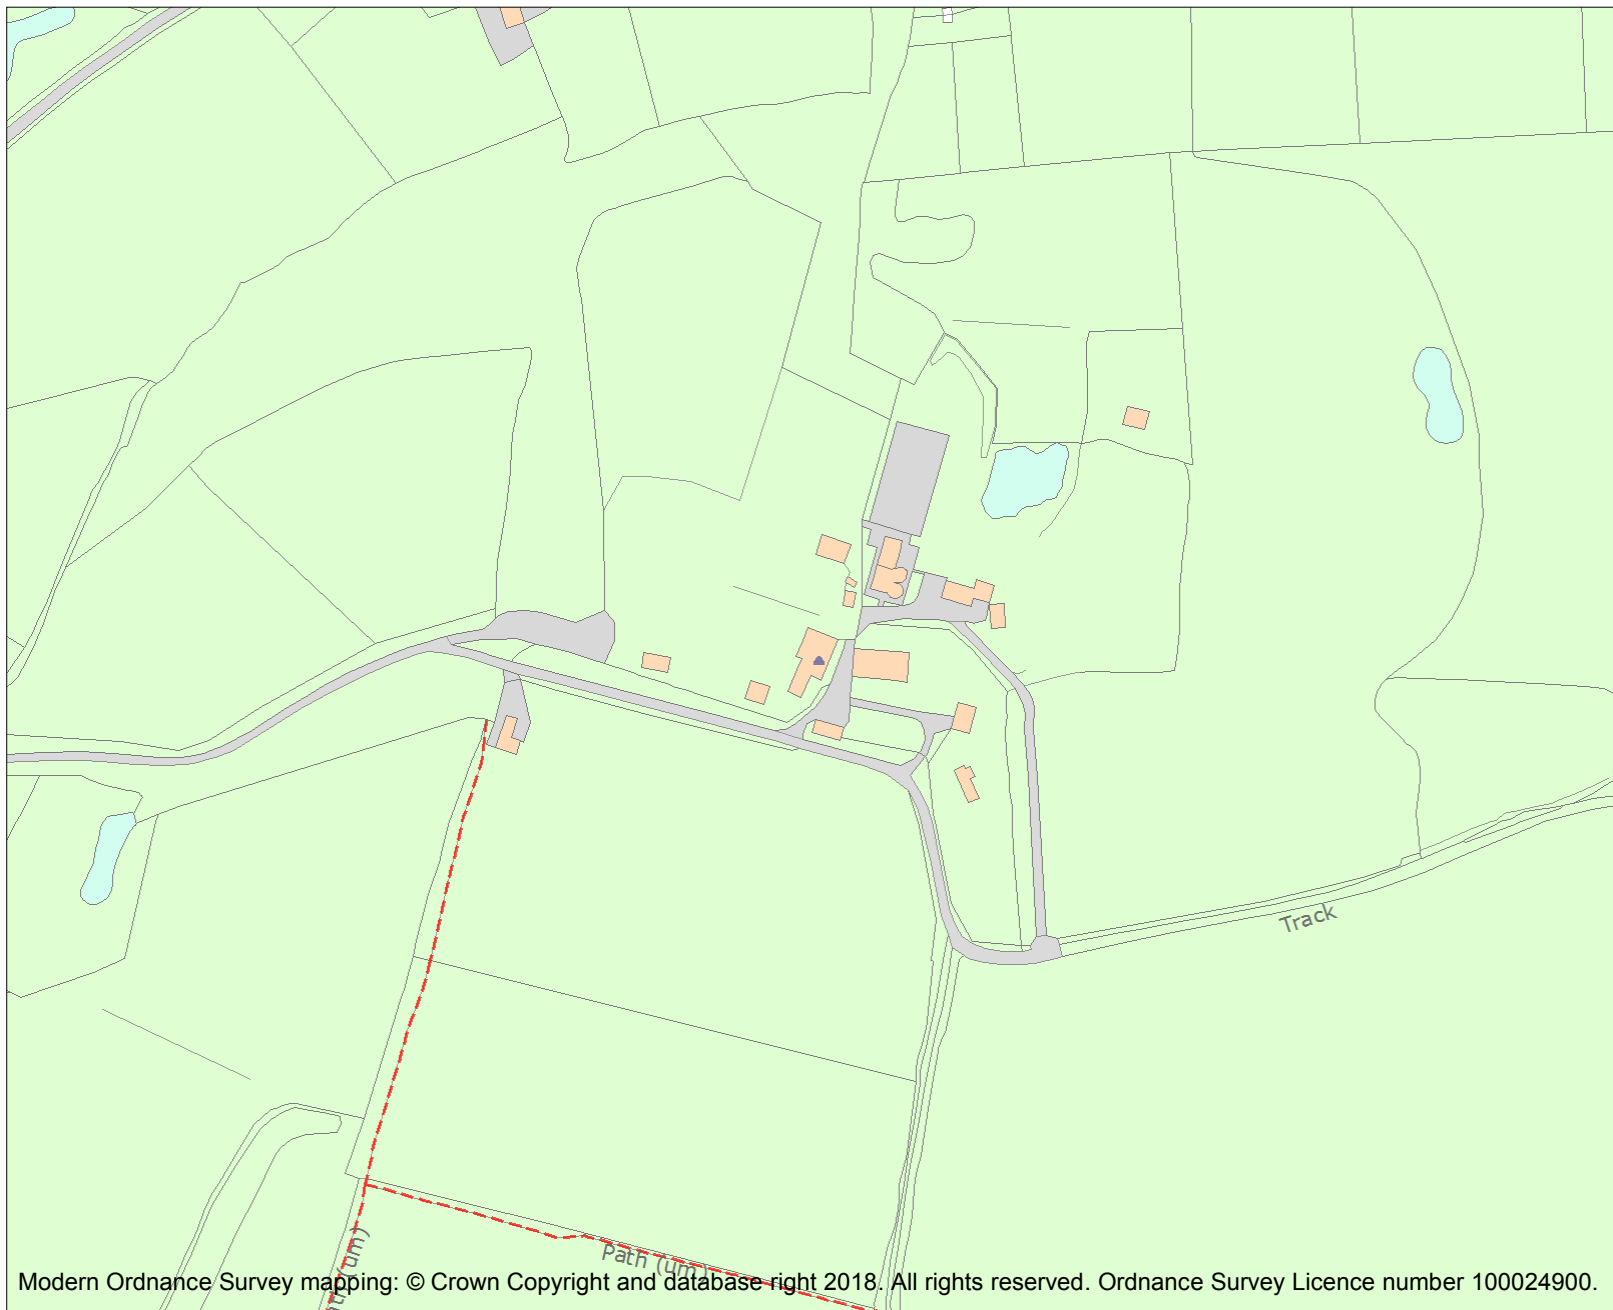 Track
Path (um)
Modern Ordnance Survey mapping: © Crown Copyright and database right 2018. All rights reserved. Ordnance Survey Licence number 100024900.